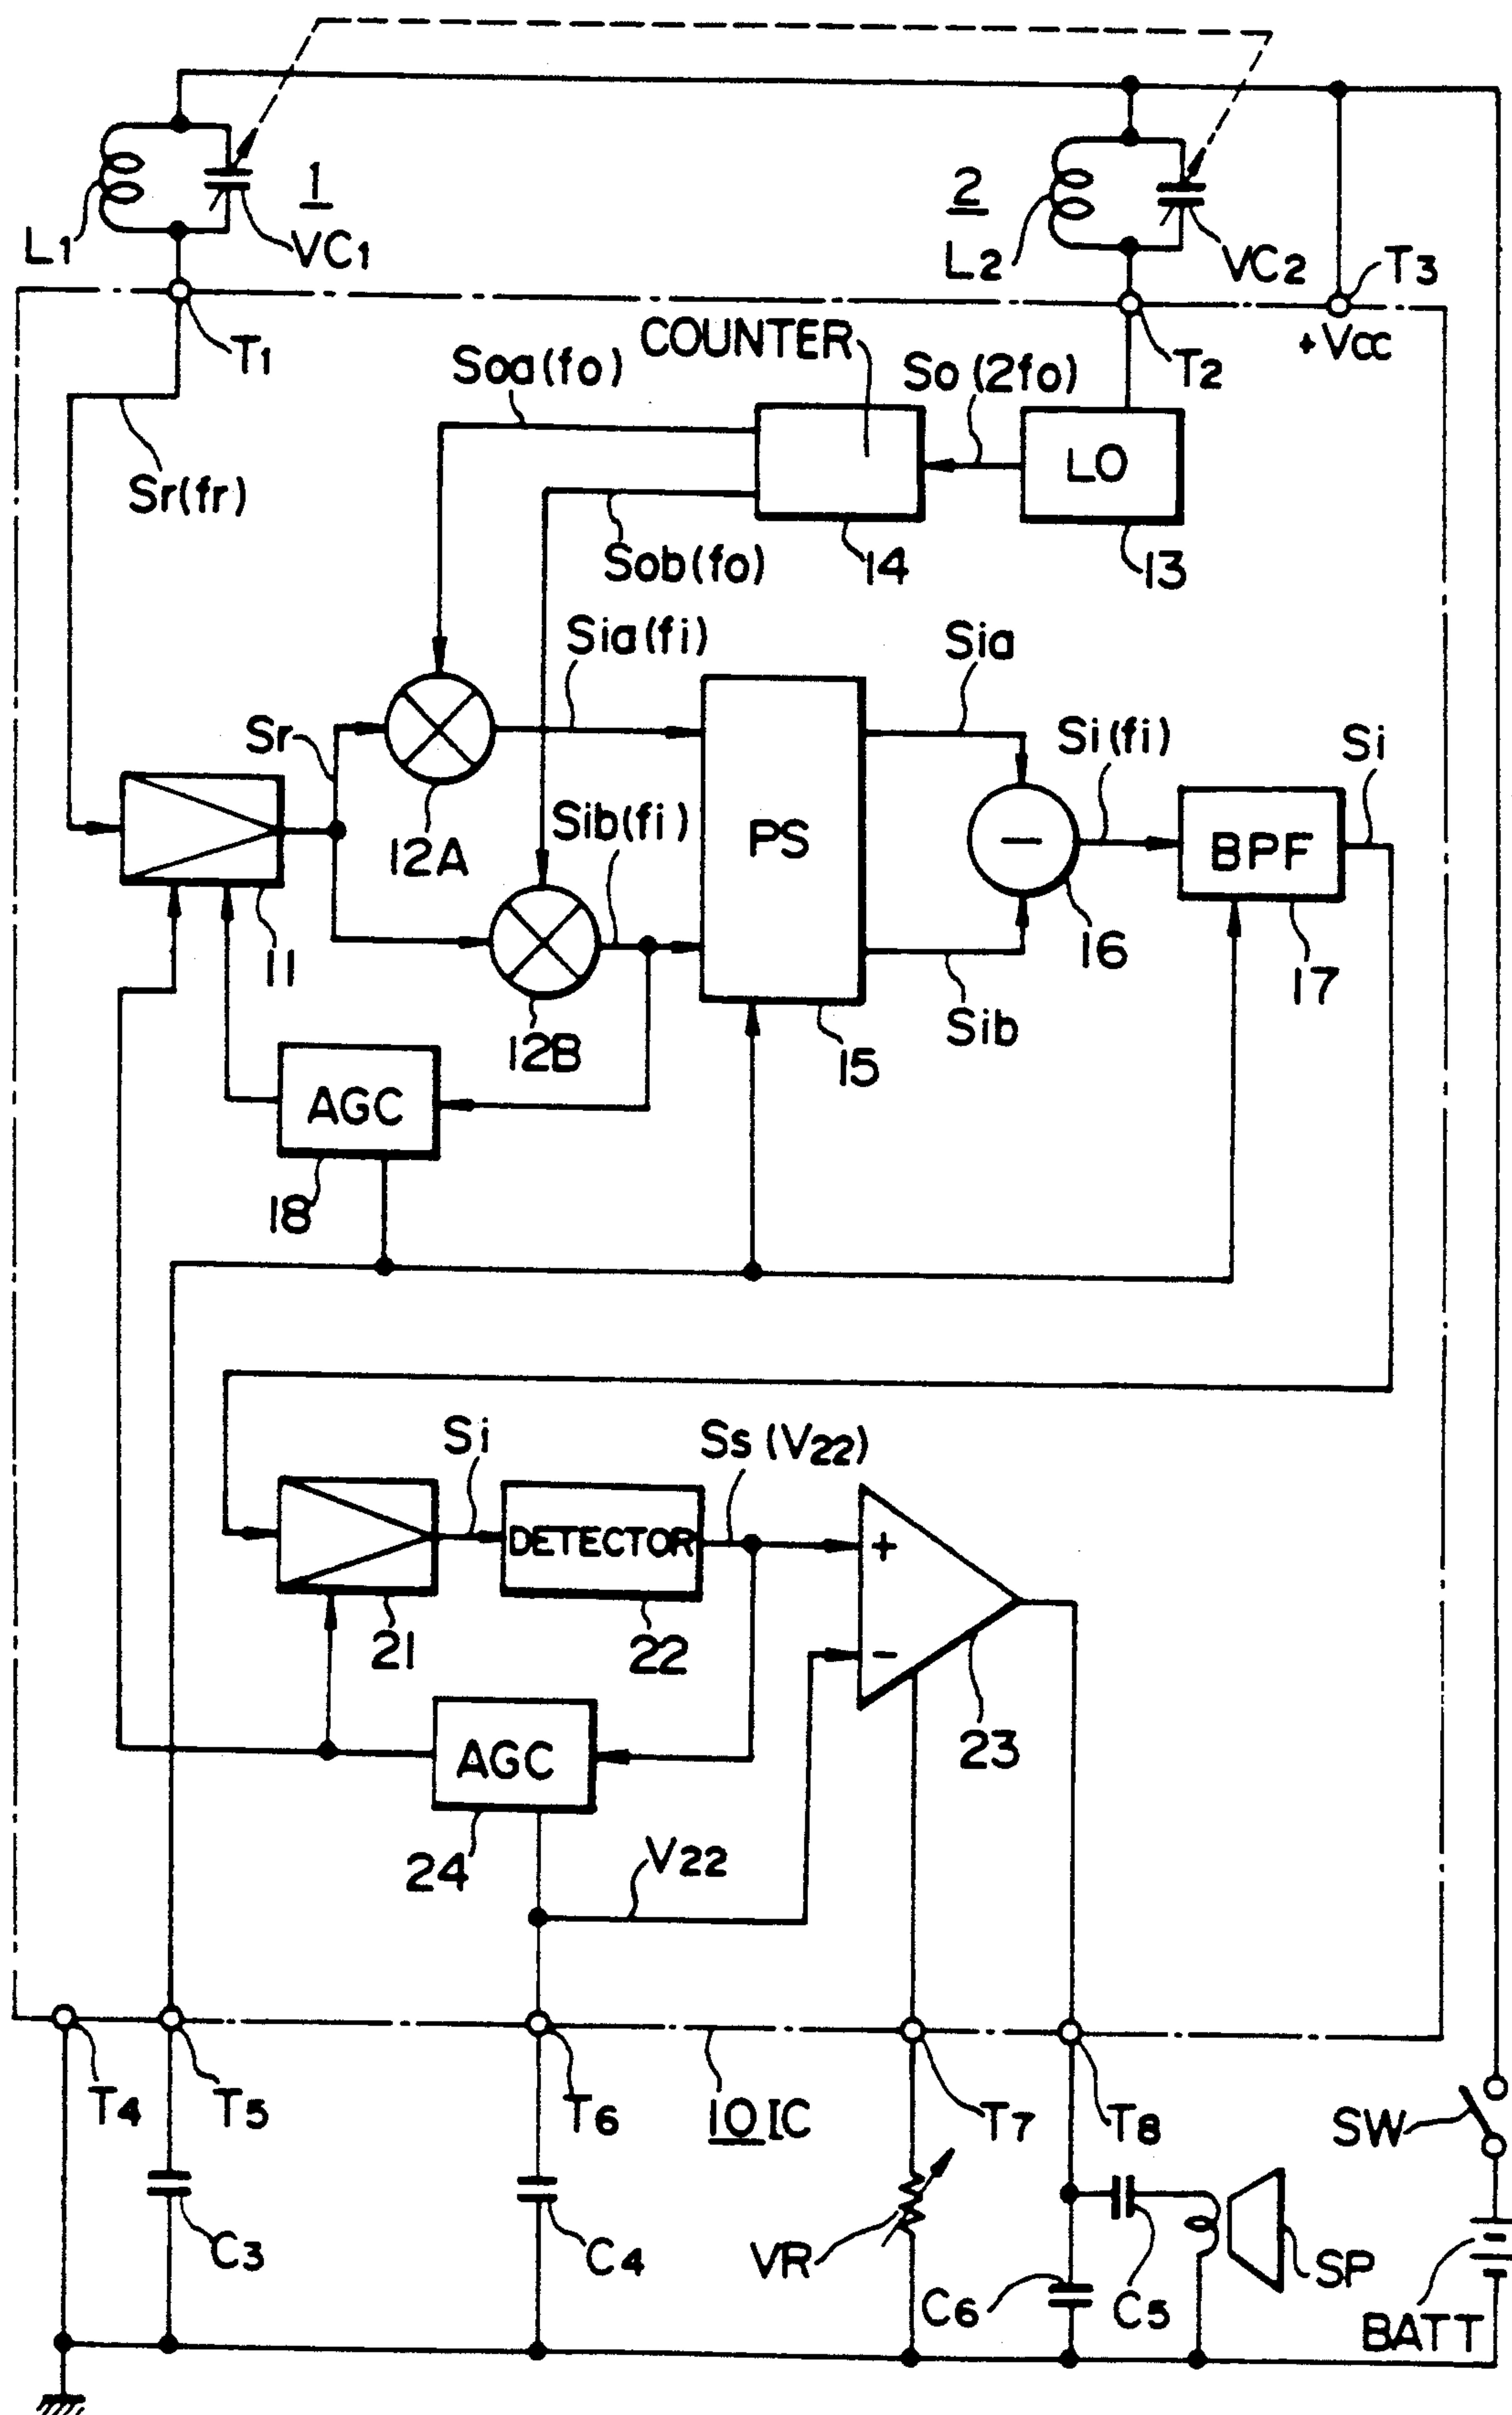 1
2
L1
VC1
L2
VC2
T3
T1
T2
+Vcc
COUNTER
Soa(fo)
So(2fo)
LO
Sr(fr)
Sob(fo)
14
13
Sia(fi)
Sia
Sr
Si(fi)
Si
12A
Sib(fi)
PS
−
BPF
11
12B
16
17
Sib
15
AGC
18
Si
Ss(V22)
DETECTOR
+
21
22
−
23
AGC
24
V22
T4
T5
T6
10 IC
T7
T8
SW
C3
C4
VR
C6
C5
SP
BATT